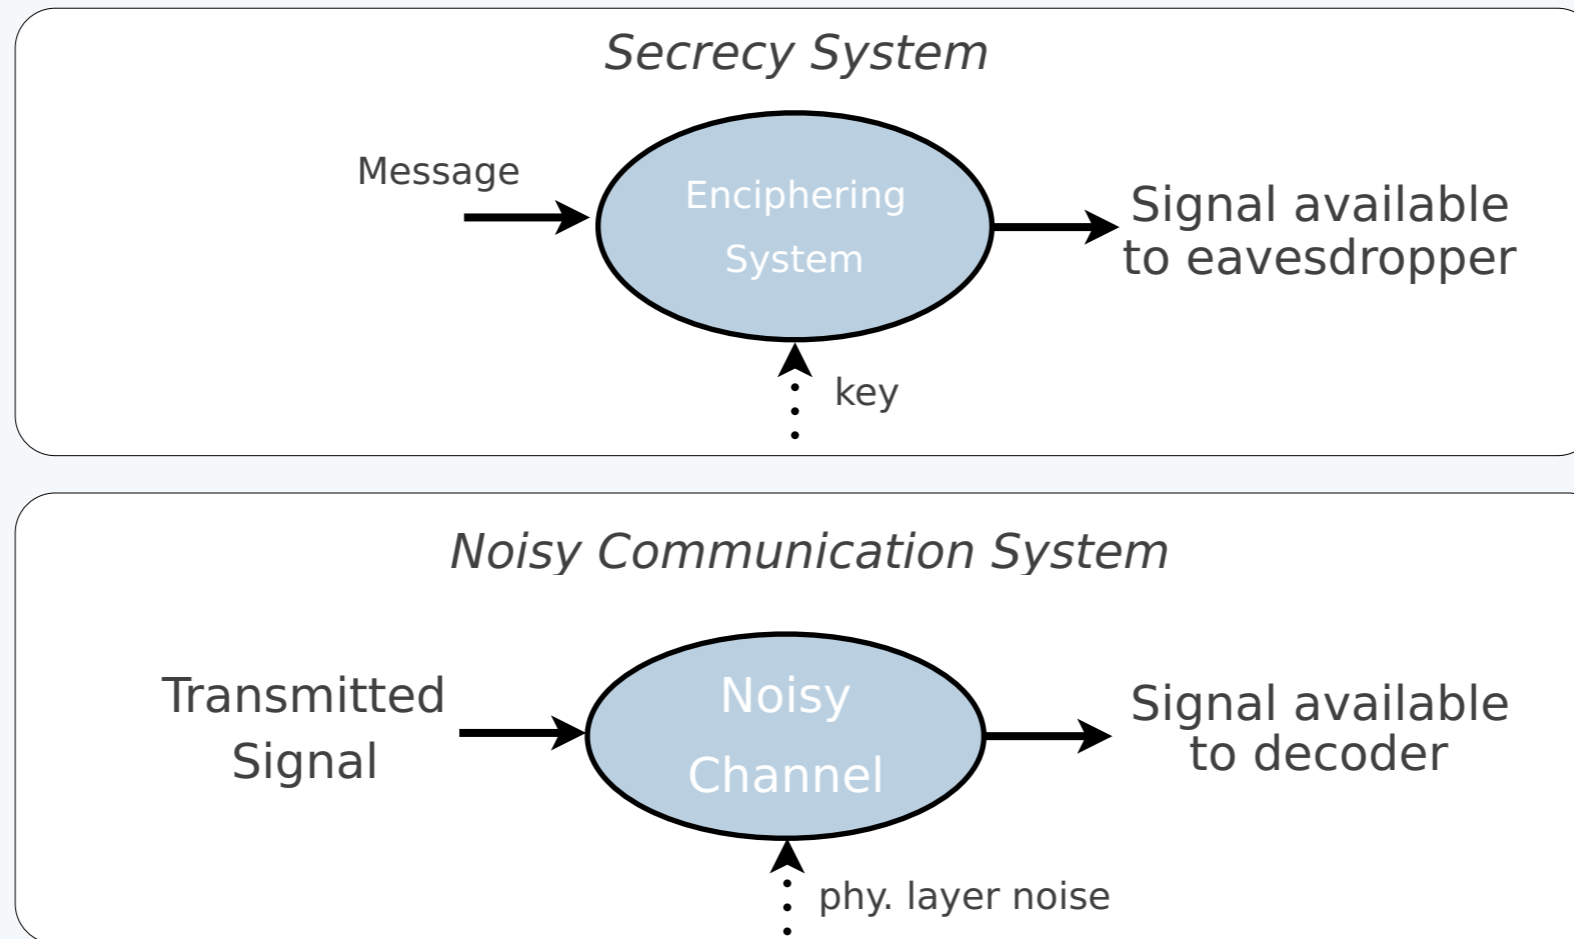 Secrecy System
Message
Enciphering
System
Signal available
to eavesdropper
key
Noisy Communication System
Transmitted
Signal
Noisy
Channel
Signal available
to decoder
phy. layer noise